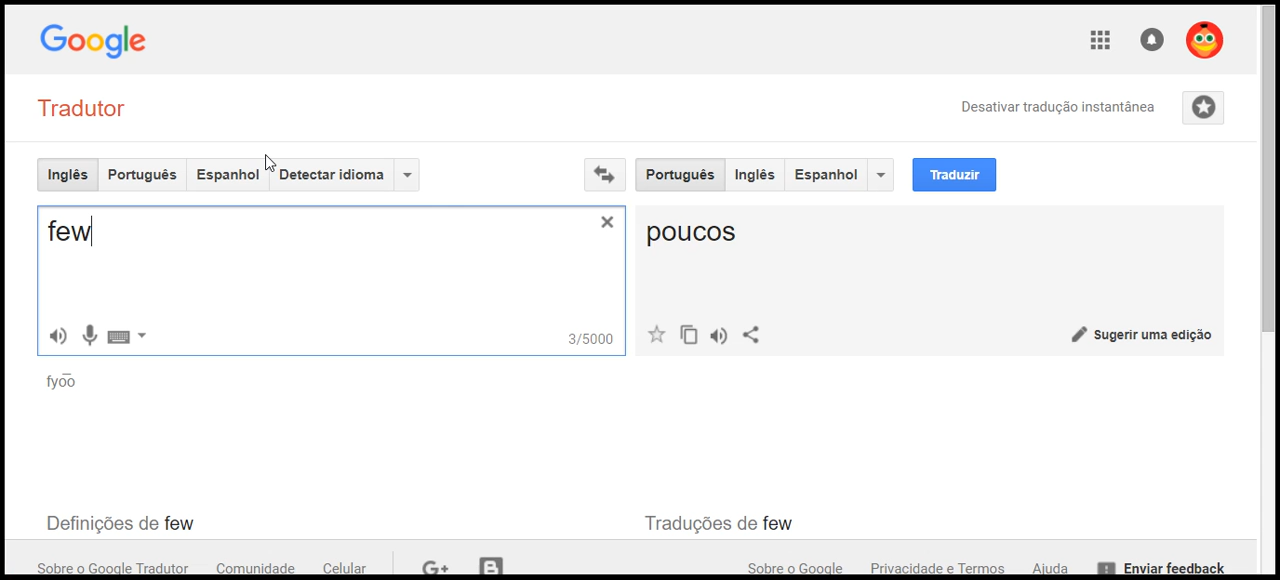 Google
Tradutor
Desativar tradução instantânea
Inglês Português Espanhol Detectar idioma
Português Inglês Espanhol Traduzir
few
poucos
3/5000
Sugerir uma edição
fyo͞o
Definições de few
Traduções de few
Sobre o Google Tradutor Comunidade Celular G+ B
Sobre o Google Privacidade e Termos Ajuda Enviar feedback